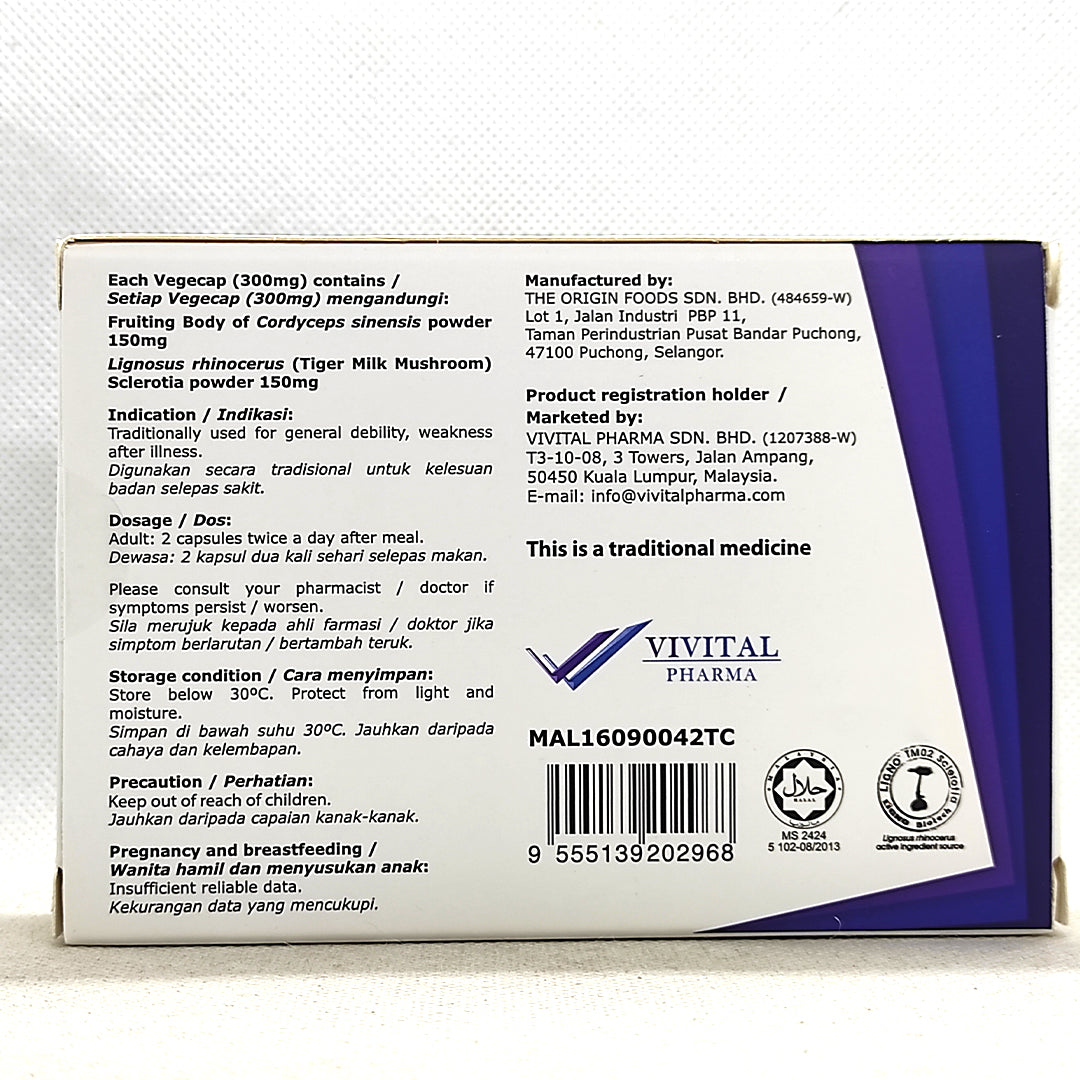 Each Vegecap (300mg) contains /
Setiap Vegecap (300mg) mengandungi:
Fruiting Body of Cordyceps sinensis powder
150mg
Lignosus rhinocerus (Tiger Milk Mushroom)
Sclerotia powder 150mg
Indication / Indikasi:
Traditionally used for general debility, weakness
after illness.
Digunakan secara tradisional untuk kelesuan
badan selepas sakit.
Dosage / Dos:
Adult: 2 capsules twice a day after meal.
Dewasa: 2 kapsul dua kali sehari selepas makan.
Please consult your pharmacist / doctor if
symptoms persist / worsen.
Sila merujuk kepada ahli farmasi / doktor jika
simptom berlarutan / bertambah teruk.
Storage condition / Cara menyimpan:
Store below 30ºC. Protect from light and
moisture.
Simpan di bawah suhu 30ºC. Jauhkan daripada
cahaya dan kelembapan.
Precaution / Perhatian:
Keep out of reach of children.
Jauhkan daripada capaian kanak-kanak.
Pregnancy and breastfeeding /
Wanita hamil dan menyusukan anak:
Insufficient reliable data.
Kekurangan data yang mencukupi.
Manufactured by:
THE ORIGIN FOODS SDN. BHD. (484659-W)
Lot 1, Jalan Industri PBP 11,
Taman Perindustrian Pusat Bandar Puchong,
47100 Puchong, Selangor.
Product registration holder /
Marketed by:
VIVITAL PHARMA SDN. BHD. (1207388-W)
T3-10-08, 3 Towers, Jalan Ampang,
50450 Kuala Lumpur, Malaysia.
E-mail: info@vivitalpharma.com
This is a traditional medicine
VIVITAL
PHARMA
MAL16090042TC
9 555139 202968
MALAYSIA
حلال
HALAL
MS 2424
5 102-08/2013
LiGNO TM02 Sclerotia
Biotech
Lignosus rhinocerus
active ingredient source